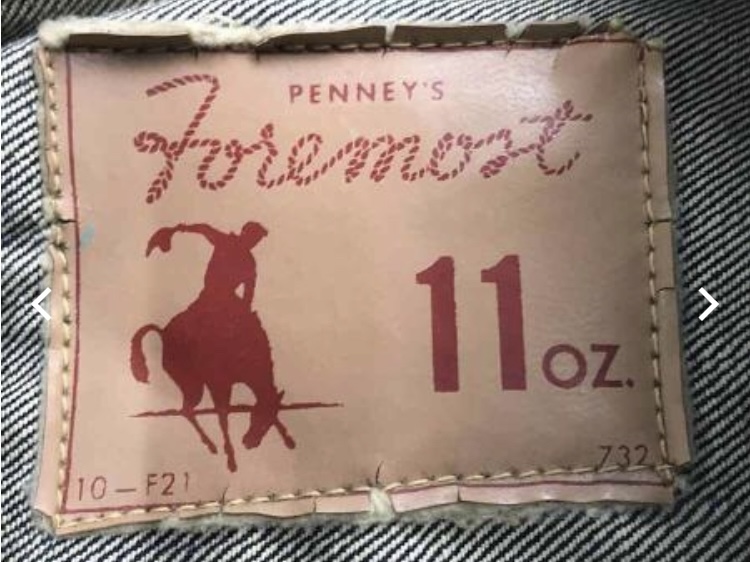 PENNEY'S
Foremost
11 OZ.
10-F21
732